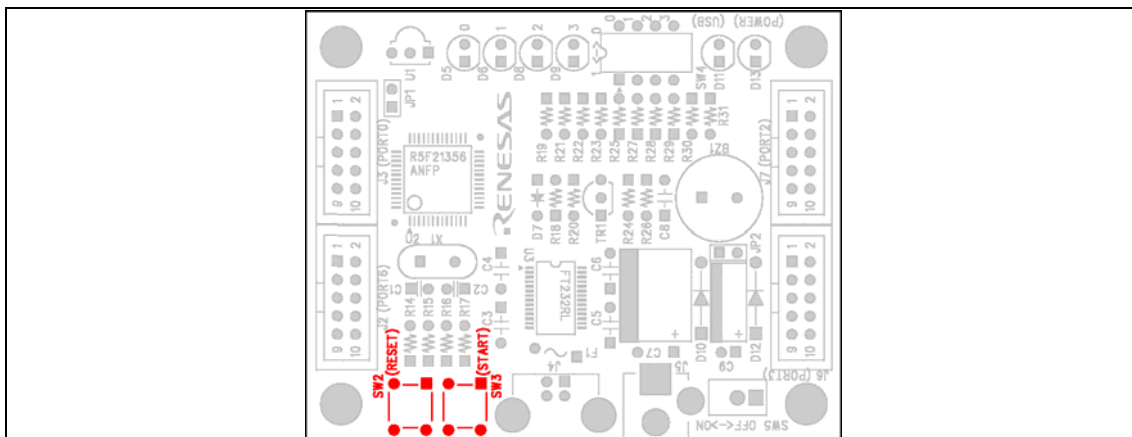 0 1 2 3
(USB) (POWER)
0 1 2 3
D5 D6 D8 D9
U1
1 0
SW4
D11 D13
JP1
1 2
9 10
J3 (PORT0)
R5F21356
ANFP
RENESAS
R19 R21 R22 R23 R25 R27 R28 R29 R30 R31
BZ1
1 2
9 10
J7 (PORT2)
U2
X1
D7 R18 R20 TR1 R24 R26 C8
JP2
1 2
9 10
J2 (PORT6)
C1 R14 R15 R16 R17 C2
C4
C3
U3
FT232RL
C6
C5
F1
J4
C7
+
D10
C9
+
D12
J5
1 2
9 10
J6 (PORT3)
SW2 (RESET)
(START) SW3
SW5 OFF<->ON